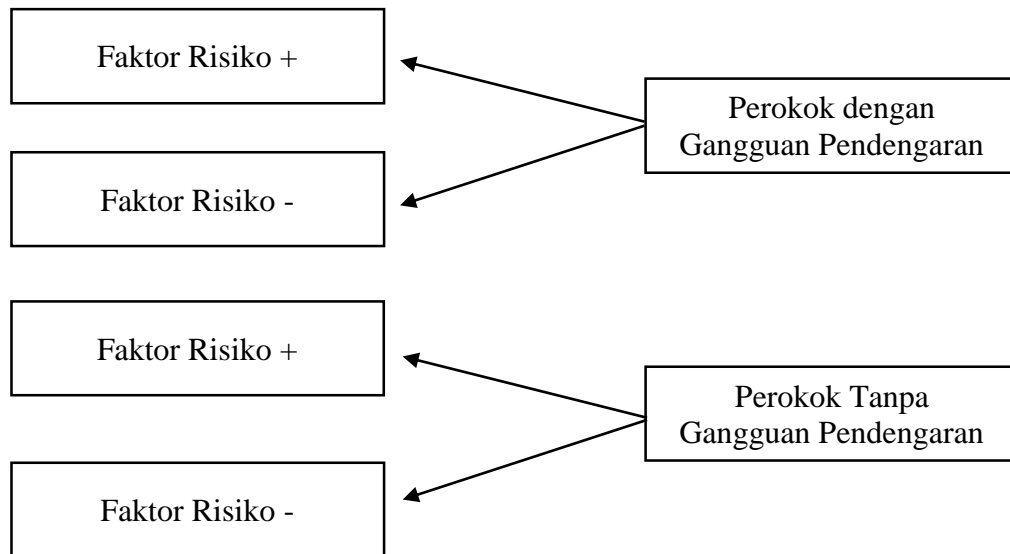 Faktor Risiko +
Perokok dengan
Gangguan Pendengaran
Faktor Risiko -
Faktor Risiko +
Perokok Tanpa
Gangguan Pendengaran
Faktor Risiko -